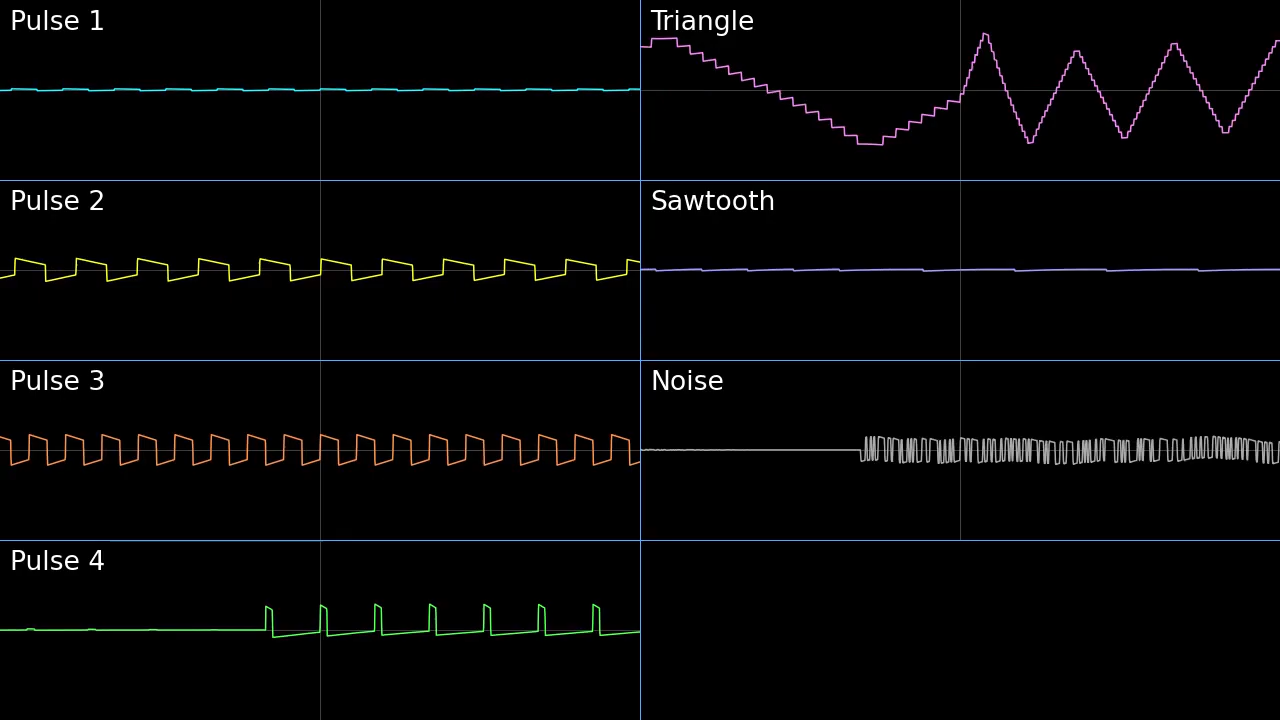 Pulse 1
Triangle
Pulse 2
Sawtooth
Pulse 3
Noise
Pulse 4